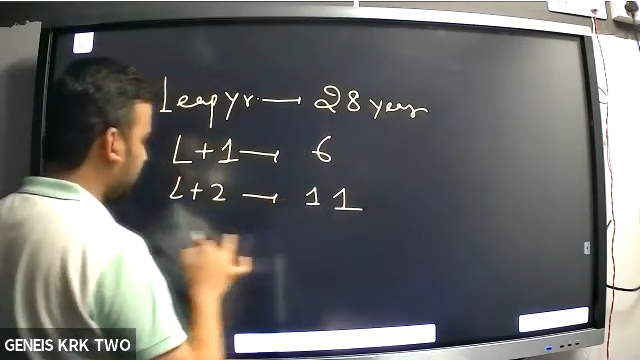 Leap yr. → 28 years
L + 1 → 6
L + 2 → 11
GENEIS KRK TWO